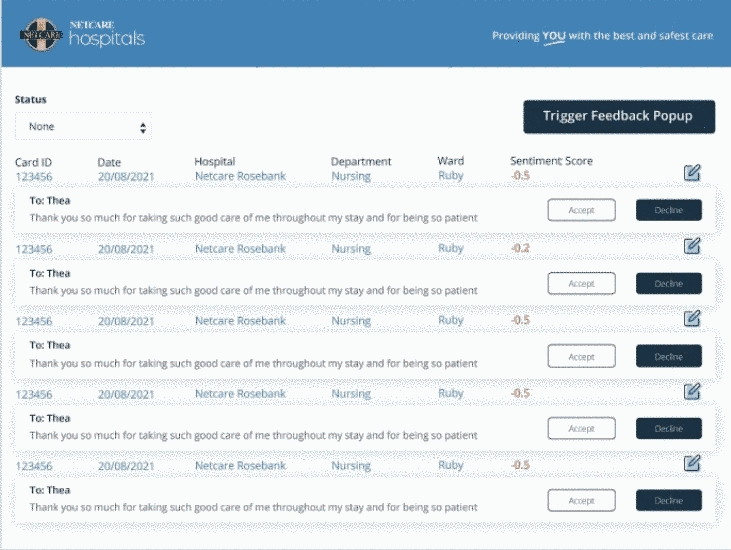 NETCARE
NETCARE
hospitals
Providing YOU with the best and safest care
Status
None
Trigger Feedback Popup
Card ID Date Hospital Department Ward Sentiment Score
123456 20/08/2021 Netcare Rosebank Nursing Ruby -0.5
To: Thea
Thank you so much for taking such good care of me throughout my stay and for being so patient
Accept Decline
123456 20/08/2021 Netcare Rosebank Nursing Ruby -0.2
To: Thea
Thank you so much for taking such good care of me throughout my stay and for being so patient
Accept Decline
123456 20/08/2021 Netcare Rosebank Nursing Ruby -0.5
To: Thea
Thank you so much for taking such good care of me throughout my stay and for being so patient
Accept Decline
123456 20/08/2021 Netcare Rosebank Nursing Ruby -0.5
To: Thea
Thank you so much for taking such good care of me throughout my stay and for being so patient
Accept Decline
123456 20/08/2021 Netcare Rosebank Nursing Ruby -0.5
To: Thea
Thank you so much for taking such good care of me throughout my stay and for being so patient
Accept Decline